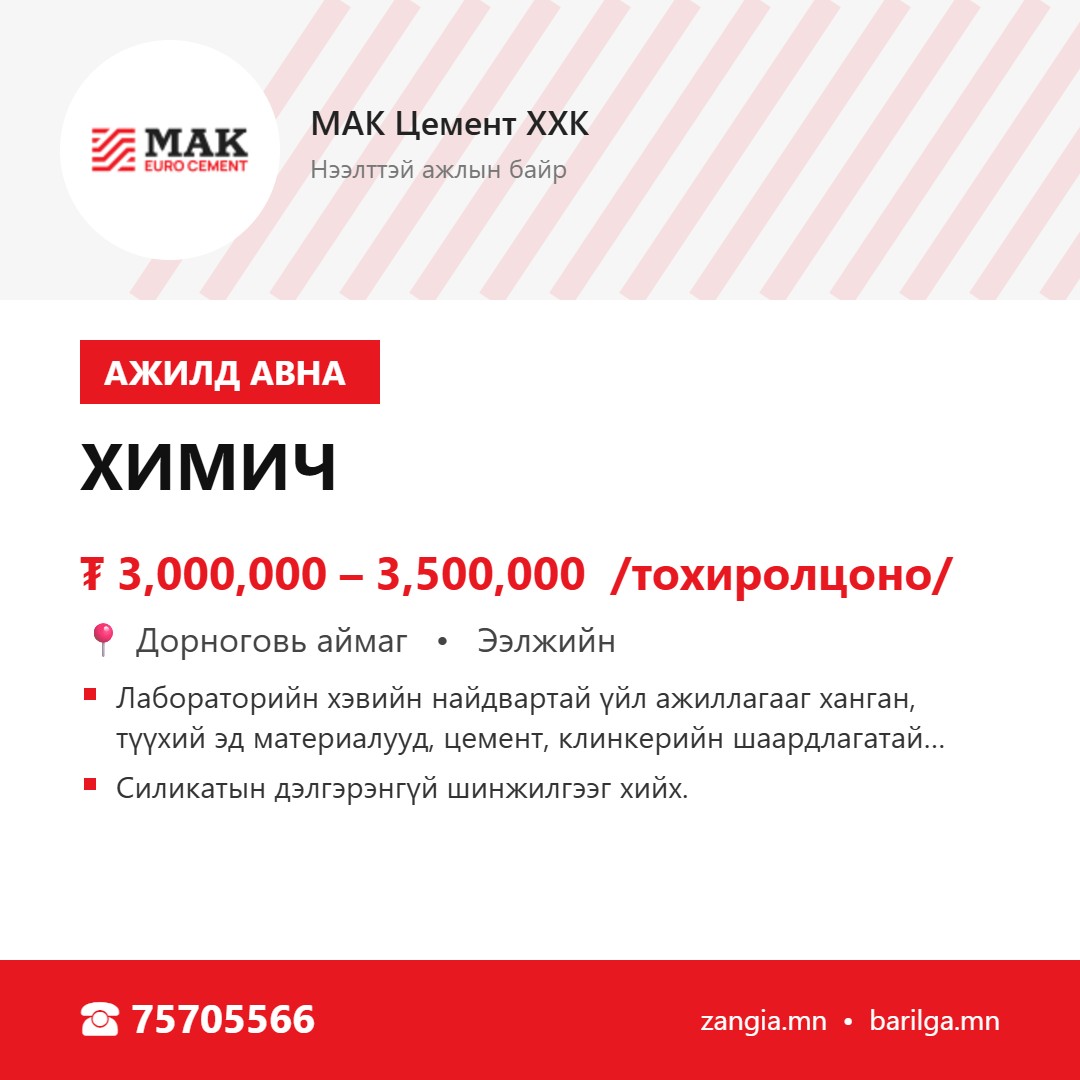 МАК
EURO CEMENT
МАК Цемент ХХК
Нээлттэй ажлын байр
АЖИЛД АВНА
ХИМИЧ
₮ 3,000,000 – 3,500,000 /тохиролцоно/
Дорноговь аймаг • Ээлжийн
Лабораторийн хэвийн найдвартай үйл ажиллагааг ханган,
түүхий эд материалууд, цемент, клинкерийн шаардлагатай...
Силикатын дэлгэрэнгүй шинжилгээг хийх.
☎ 75705566
zangia.mn • barilga.mn